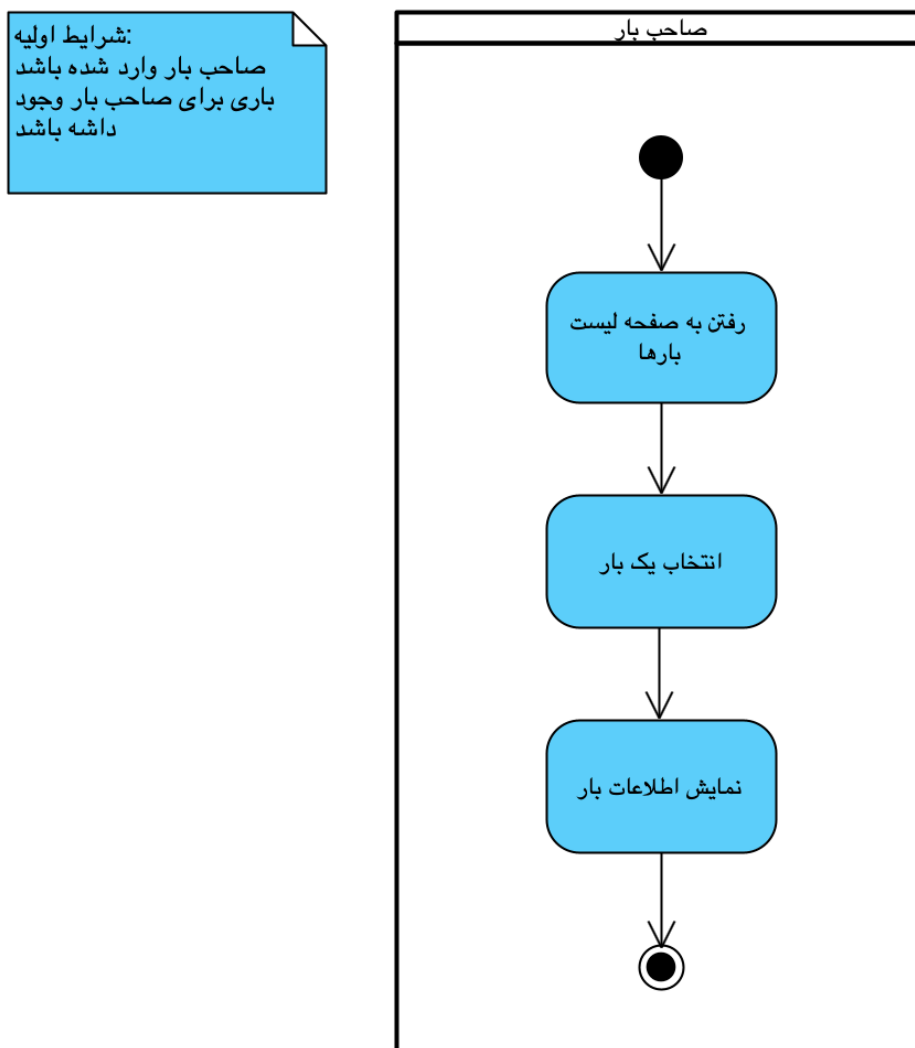 شرایط اولیه:
صاحب بار وارد شده باشد
باری برای صاحب بار وجود
داشه باشد
صاحب بار
رفتن به صفحه لیست
بارها
انتخاب یک بار
نمایش اطلاعات بار